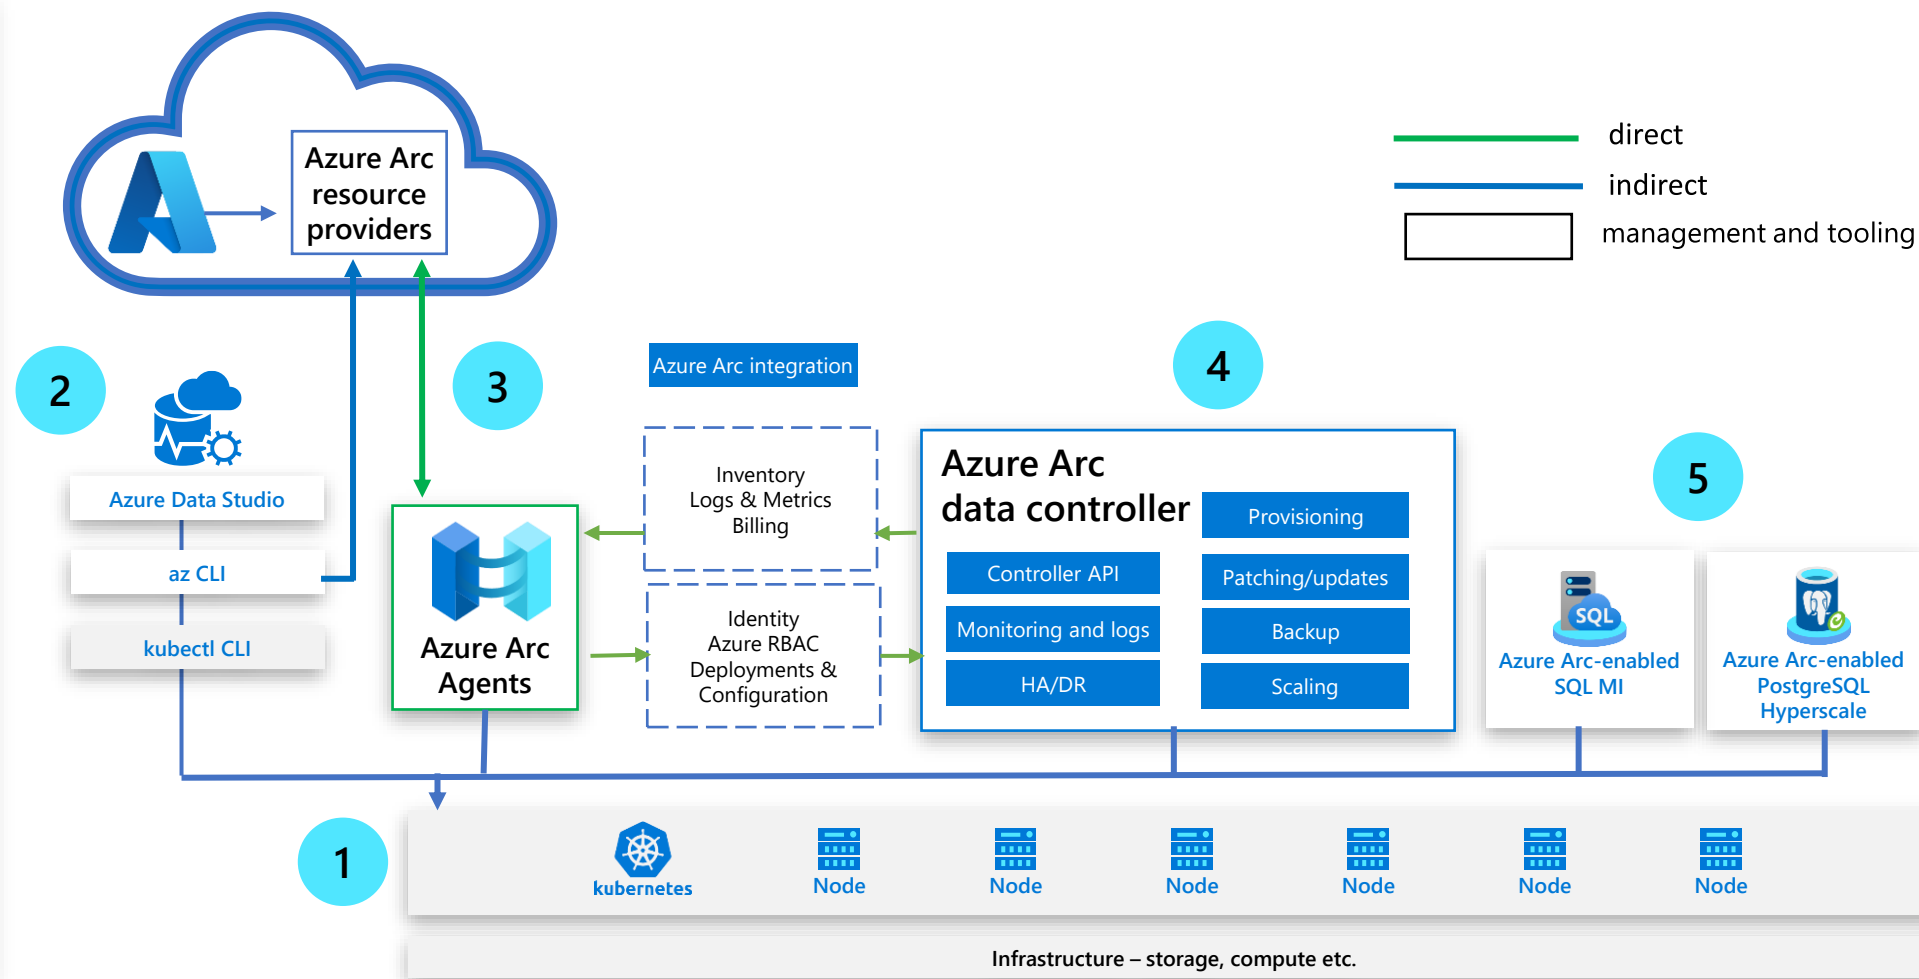 Azure Arc
resource
providers
direct
indirect
management and tooling
2
3
Azure Arc integration
4
5
Azure Data Studio
az CLI
kubectl CLI
Azure Arc
Agents
Inventory
Logs & Metrics
Billing
Identity
Azure RBAC
Deployments &
Configuration
Azure Arc
data controller
Controller API
Monitoring and logs
HA/DR
Provisioning
Patching/updates
Backup
Scaling
SQL
Azure Arc-enabled
SQL MI
Azure Arc-enabled
PostgreSQL
Hyperscale
1
kubernetes
Node
Node
Node
Node
Node
Node
Infrastructure – storage, compute etc.